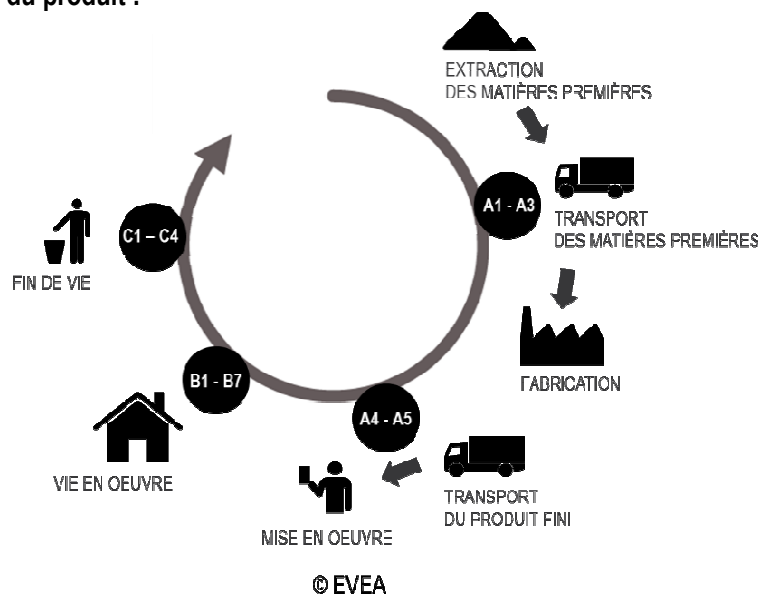 du produit :
EXTRACTION
DES MATIÈRES PREMIÈRES
A1 - A3
TRANSPORT
DES MATIÈRES PREMIÈRES
FABRICATION
A4 - A5
TRANSPORT
DU PRODUIT FINI
MISE EN OEUVRE
B1 - B7
VIE EN OEUVRE
C1 – C4
FIN DE VIE
© EVEA